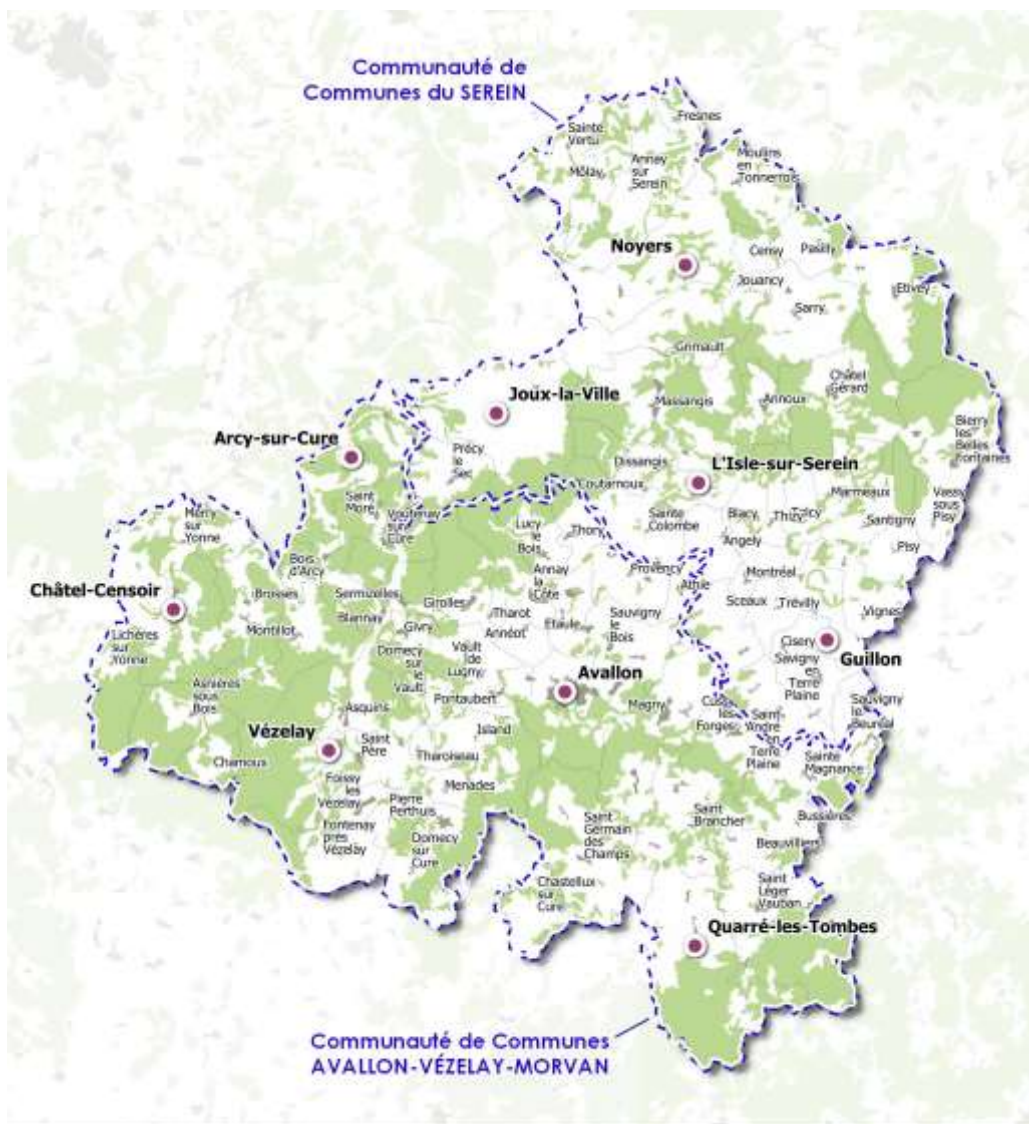 Communauté de
Communes du SEREIN
Fresnes
Sainte
Vertu
Môlay
Annay
sur
Serein
Moulins
en
Tonnerrois
Noyers
Censy
Pasilly
Jouancy
Etivey
Sarry
Grimault
Châtel
Gérard
Joux-la-Ville
Massangis
Annoux
Arcy-sur-Cure
Bierry
les
Belles
Fontaines
Précy
le
Sec
Dissangis
L'Isle-sur-Serein
Coutarnoux
Marmeaux
Vassy
sous
Pisy
Saint
Moré
Merry
sur
Yonne
Voutenay
sur
Cure
Lucy
le
Bois
Thory
Sainte
Colombe
Blacy
Thizy
Talcy
Santigny
Angely
Pisy
Bois
d'Arcy
Annay
la
Côte
Provency
Athie
Montréal
Châtel-Censoir
Brosses
Sermizelles
Girolles
Tharot
Sauvigny
le
Bois
Sceaux
Trévilly
Vignes
Blannay
Givry
Annéot
Etaule
Lichères
sur
Yonne
Montillot
Domecy
sur
le
Vault
Vault
de
Lugny
Cisery
Guillon
Savigny
en
Terre
Plaine
Avallon
Asnières
sous
Bois
Pontaubert
Magny
Cussy
les
Forges
Saint
André
en
Terre
Plaine
Sauvigny
le
Beuréal
Asquins
Vézelay
Saint
Père
Island
Tharoiseau
Chamoux
Sainte
Magnance
Foissy
les
Vézelay
Menades
Pierre
Perthuis
Saint
Brancher
Bussières
Fontenay
près
Vézelay
Domecy
sur
Cure
Saint
Germain
des
Champs
Beauvilliers
Chastellux
sur
Cure
Saint
Léger
Vauban
Quarré-les-Tombes
Communauté de Communes
AVALLON-VÉZELAY-MORVAN